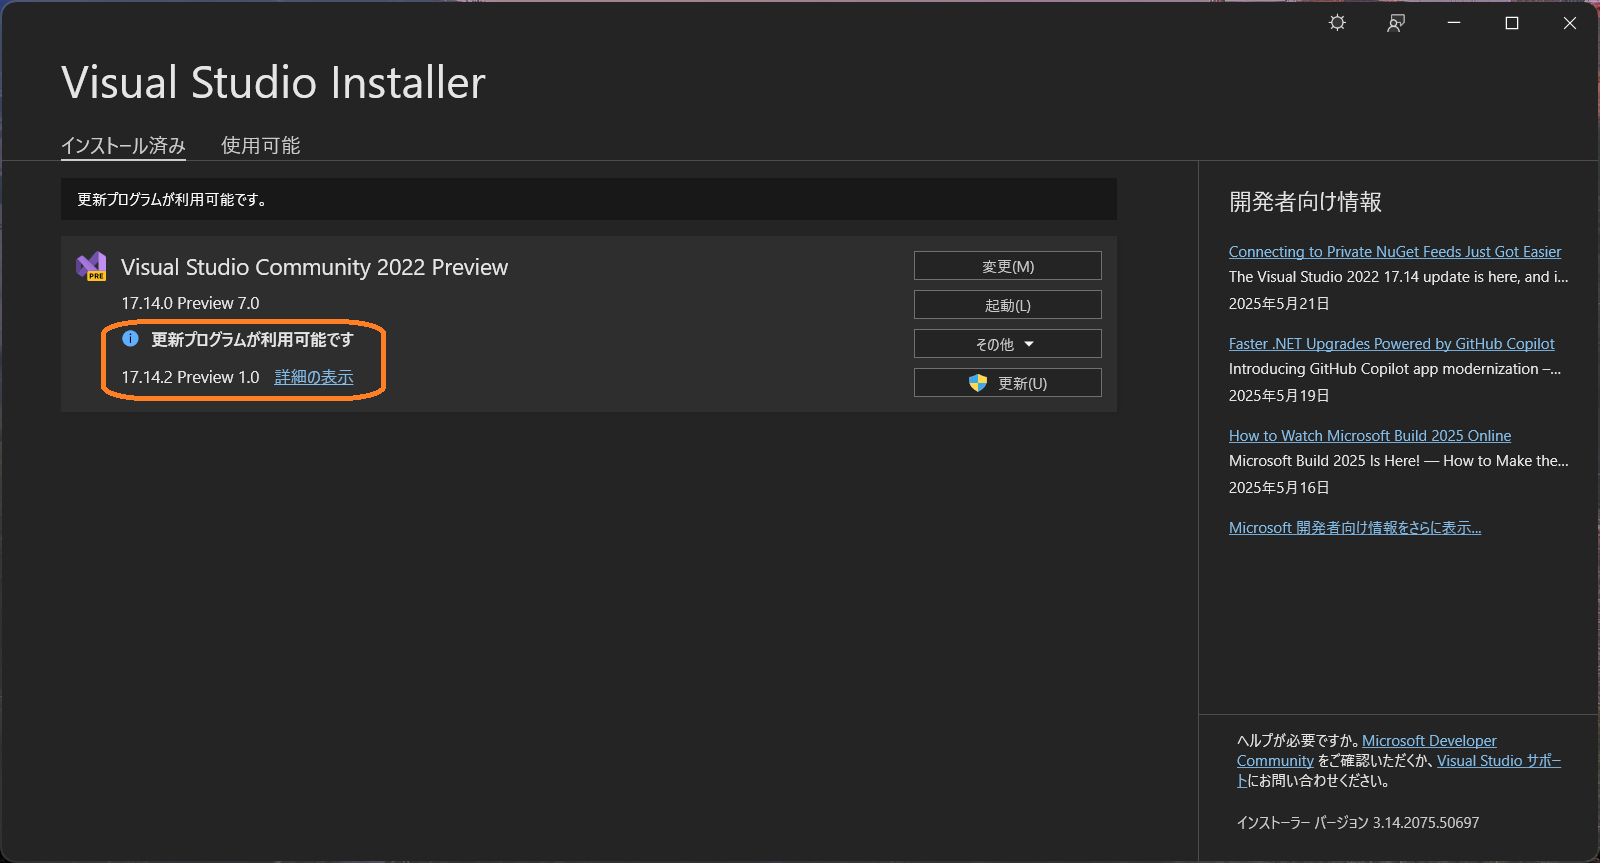 Visual Studio Installer
インストール済み 使用可能
更新プログラムが利用可能です。
PRE
Visual Studio Community 2022 Preview
17.14.0 Preview 7.0
更新プログラムが利用可能です
17.14.2 Preview 1.0 詳細の表示
変更(M)
起動(L)
その他
更新(U)
開発者向け情報
Connecting to Private NuGet Feeds Just Got Easier
The Visual Studio 2022 17.14 update is here, and i...
2025年5月21日
Faster .NET Upgrades Powered by GitHub Copilot
Introducing GitHub Copilot app modernization –...
2025年5月19日
How to Watch Microsoft Build 2025 Online
Microsoft Build 2025 Is Here! — How to Make the...
2025年5月16日
Microsoft 開発者向け情報をさらに表示...
ヘルプが必要ですか。Microsoft Developer
Community をご確認いただくか、Visual Studio サポー
トにお問い合わせください。
インストーラー バージョン 3.14.2075.50697